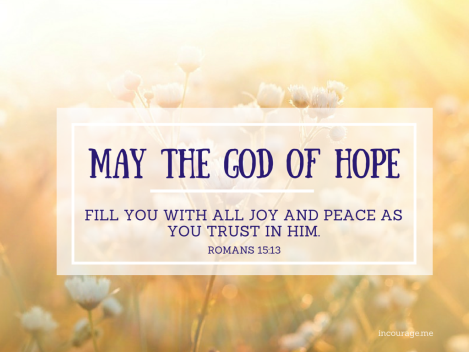 MAY THE GOD OF HOPE
FILL YOU WITH ALL JOY AND PEACE AS
YOU TRUST IN HIM.
ROMANS 15:13
incourage.me